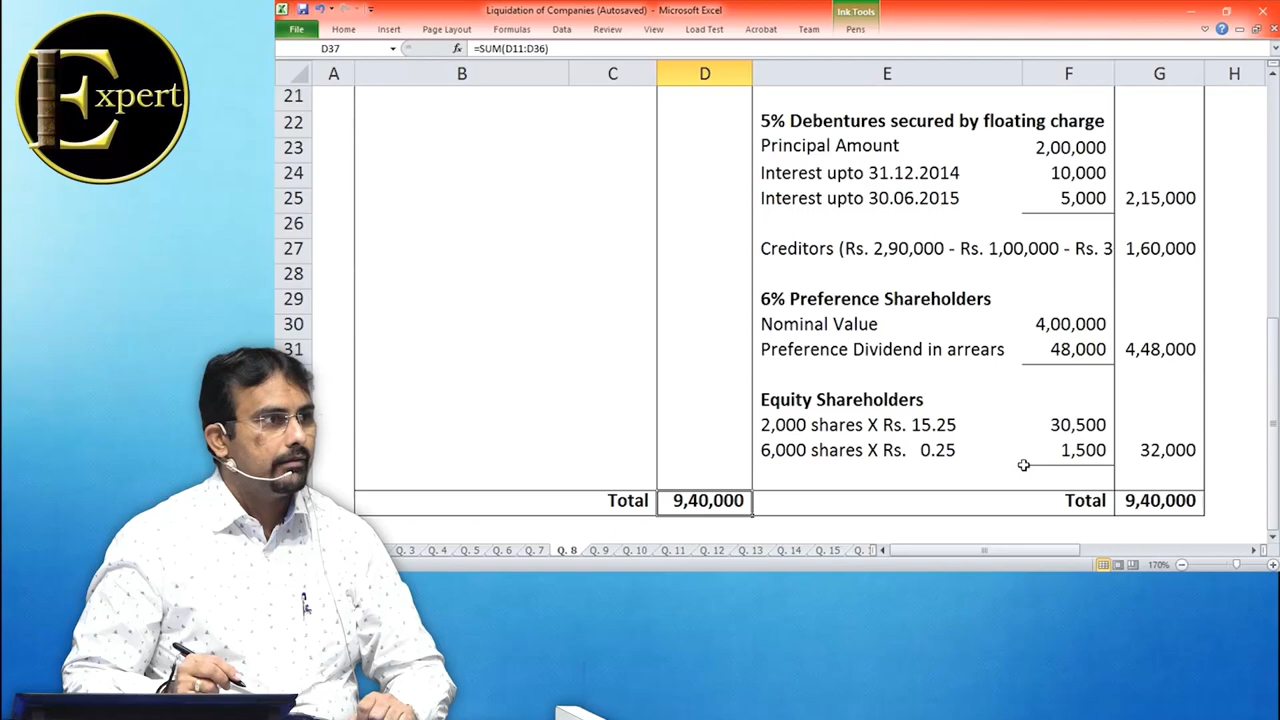 Expert
Liquidation of Companies (Autosaved) - Microsoft Excel
Ink Tools
File Home Insert Page Layout Formulas Data Review View Load Test Acrobat Team Pens
D37 fx =SUM(D11:D36)
A B C D E F G H
21
22 5% Debentures secured by floating charge
23 Principal Amount 2,00,000
24 Interest upto 31.12.2014 10,000
25 Interest upto 30.06.2015 5,000 2,15,000
26
27 Creditors (Rs. 2,90,000 - Rs. 1,00,000 - Rs. 3 1,60,000
28
29 6% Preference Shareholders
30 Nominal Value 4,00,000
31 Preference Dividend in arrears 48,000 4,48,000
Equity Shareholders
2,000 shares X Rs. 15.25 30,500
6,000 shares X Rs. 0.25 1,500 32,000
Total 9,40,000 Total 9,40,000
Q. 3 Q. 4 Q. 5 Q. 6 Q. 7 Q. 8 Q. 9 Q. 10 Q. 11 Q. 12 Q. 13 Q. 14 Q. 15 Q. 1
170%